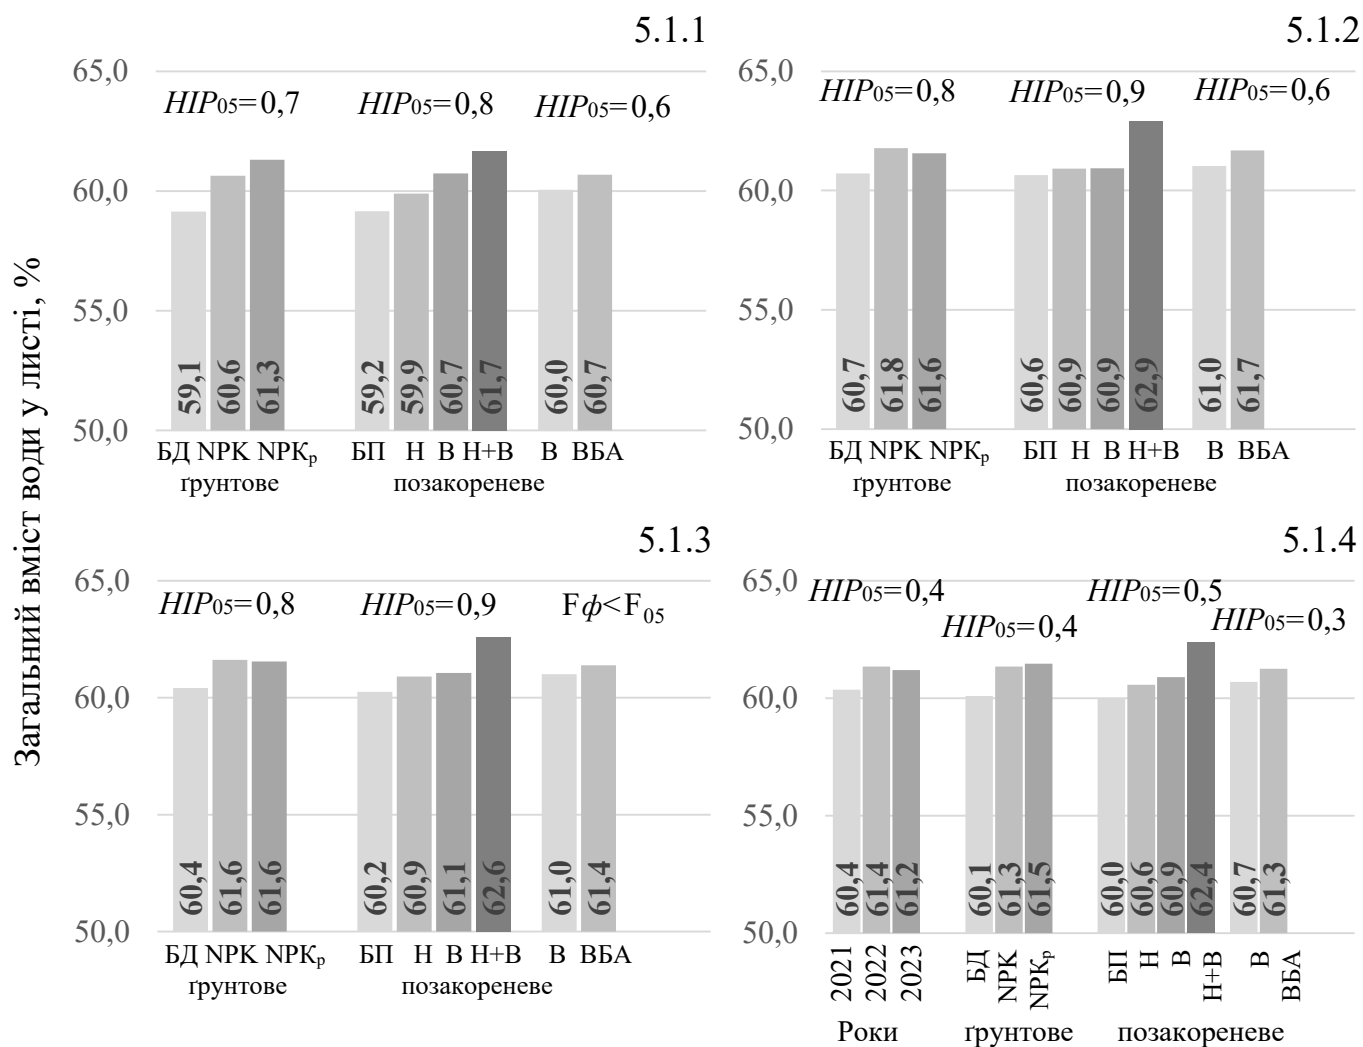 Загальний вміст води у листі, %
5.1.1
65,0
60,0
55,0
50,0
HIP05=0,7
HIP05=0,8
HIP05=0,6
59,1
60,6
61,3
59,2
59,9
60,7
61,7
60,0
60,7
БД NPK NPKр
БП Н В Н+В
В ВБА
ґрунтове
позакореневе
5.1.2
65,0
60,0
55,0
50,0
HIP05=0,8
HIP05=0,9
HIP05=0,6
60,7
61,8
61,6
60,6
60,9
60,9
62,9
61,0
61,7
БД NPK NPKр
БП Н В Н+В
В ВБА
ґрунтове
позакореневе
5.1.3
65,0
60,0
55,0
50,0
HIP05=0,8
HIP05=0,9
Fф<F05
60,4
61,6
61,6
60,2
60,9
61,1
62,6
61,0
61,4
БД NPK NPKр
БП Н В Н+В
В ВБА
ґрунтове
позакореневе
5.1.4
65,0
60,0
55,0
50,0
HIP05=0,4
HIP05=0,4
HIP05=0,5
HIP05=0,3
60,4
61,4
61,2
60,1
61,3
61,5
60,0
60,6
60,9
62,4
60,7
61,3
2021
2022
2023
БД
NPK
NPKр
БП
Н
В
Н+В
В
ВБА
Роки
ґрунтове
позакореневе